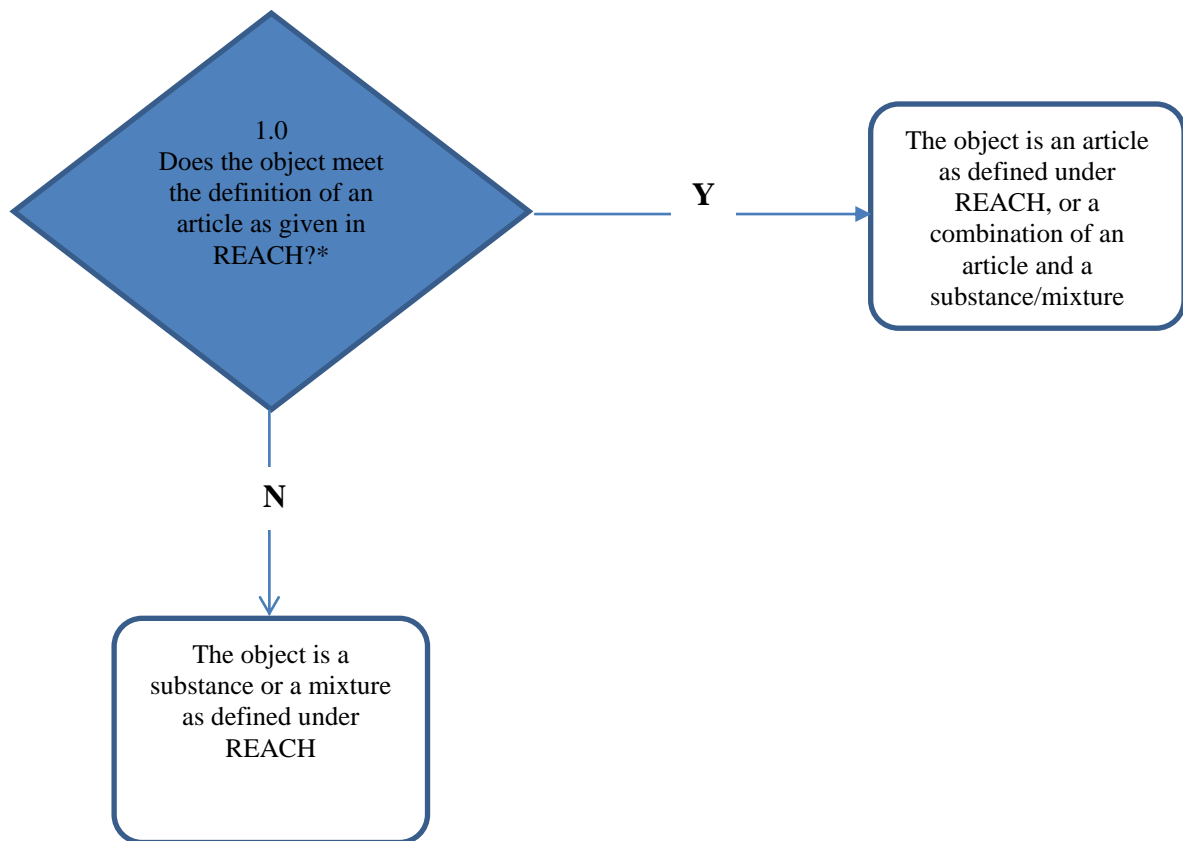 1.0
Does the object meet
the definition of an
article as given in
REACH?*
Y
The object is an article
as defined under
REACH, or a
combination of an
article and a
substance/mixture
N
The object is a
substance or a mixture
as defined under
REACH